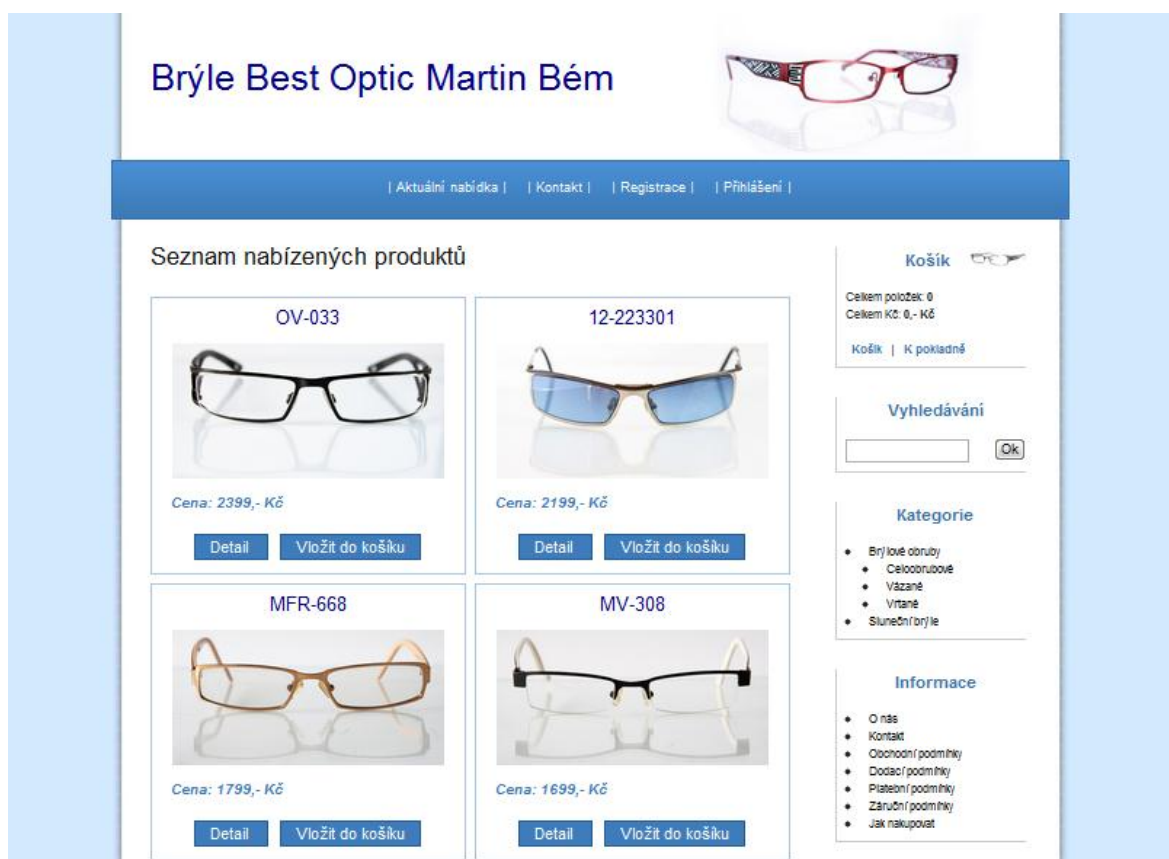 Brýle Best Optic Martin Bém
| Aktuální nabídka | | Kontakt | | Registrace | | Přihlášení |
Seznam nabízených produktů
OV-033
Cena: 2399,- Kč
Detail Vložit do košíku
12-223301
Cena: 2199,- Kč
Detail Vložit do košíku
MFR-668
Cena: 1799,- Kč
Detail Vložit do košíku
MV-308
Cena: 1699,- Kč
Detail Vložit do košíku
Košík
Celkem položek: 0
Celkem Kč: 0,- Kč
Košík | K pokladně
Vyhledávání
Ok
Kategorie
Brýlové obruby
Celoobrubové
Vázané
Vrtané
Sluneční brýle
Informace
O nás
Kontakt
Obchodní podmínky
Dodací podmínky
Platební podmínky
Záruční podmínky
Jak nakupovat